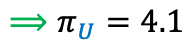 ⟹ π_U = 4.1